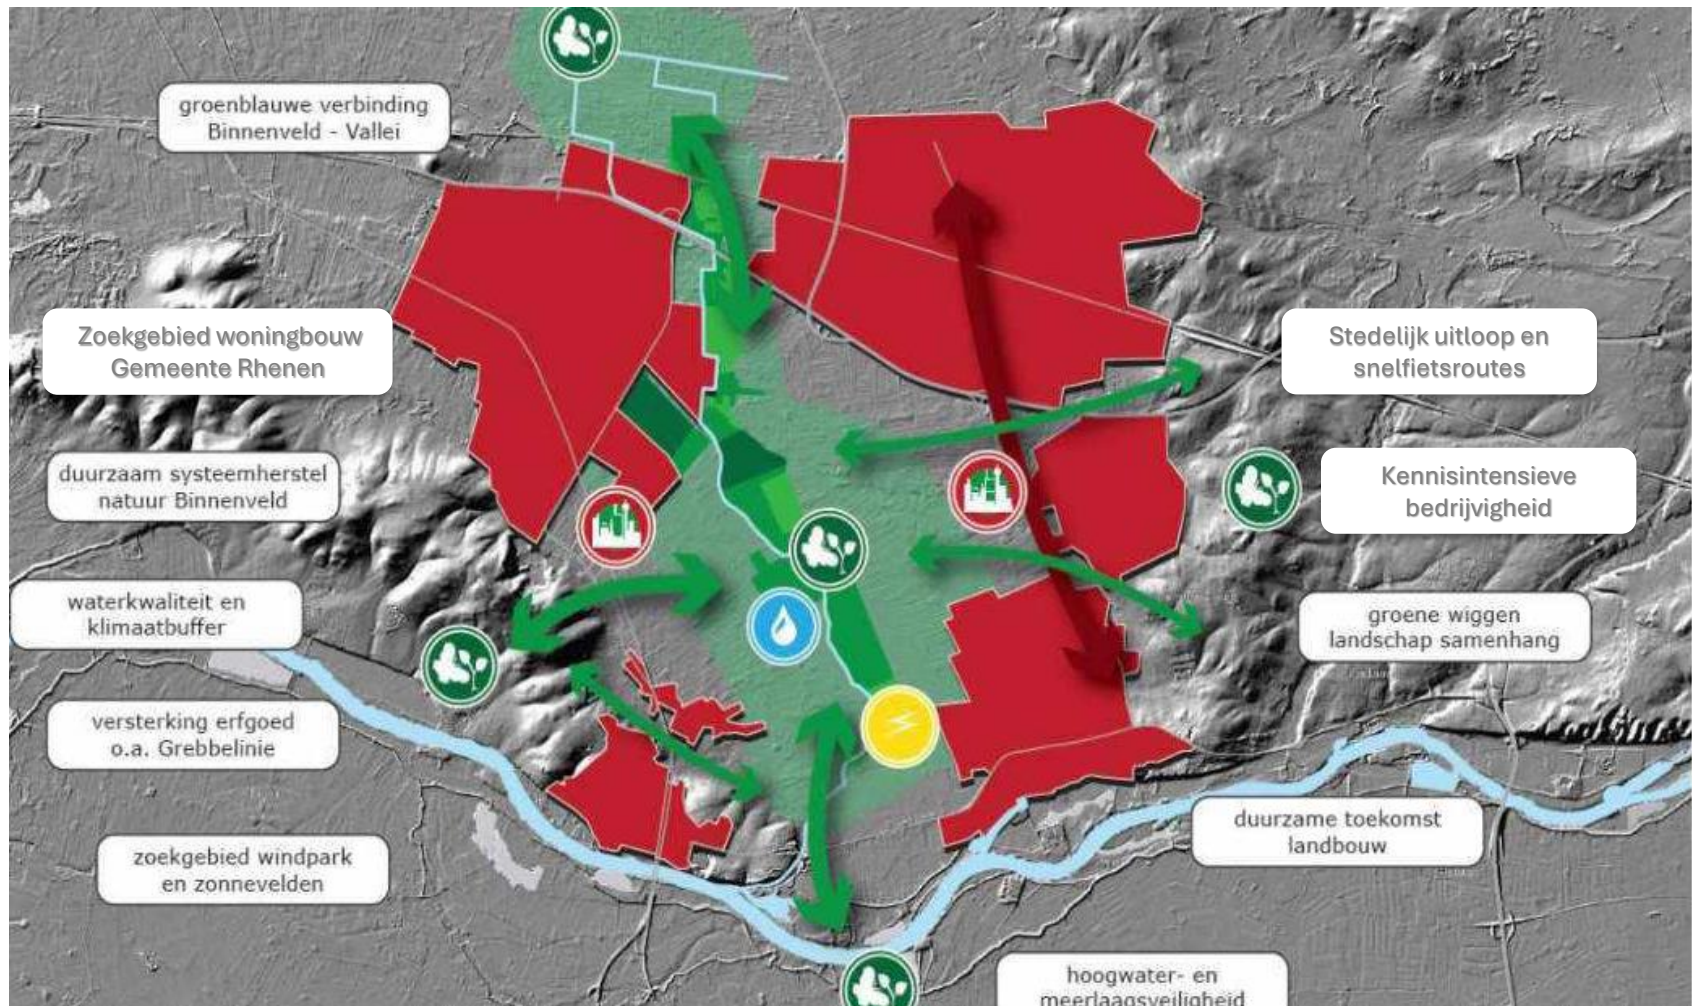 groenblauwe verbinding
Binnenveld - Vallei
Zoekgebied woningbouw
Gemeente Rhenen
duurzaam systeemherstel
natuur Binnenveld
waterkwaliteit en
klimaatbuffer
versterking erfgoed
o.a. Grebbelinie
zoekgebied windpark
en zonnevelden
Stedelijk uitloop en
snelfietsroutes
Kennisintensieve
bedrijvigheid
groene wiggen
landschap samenhang
duurzame toekomst
landbouw
hoogwater- en
meerlaagsveiligheid